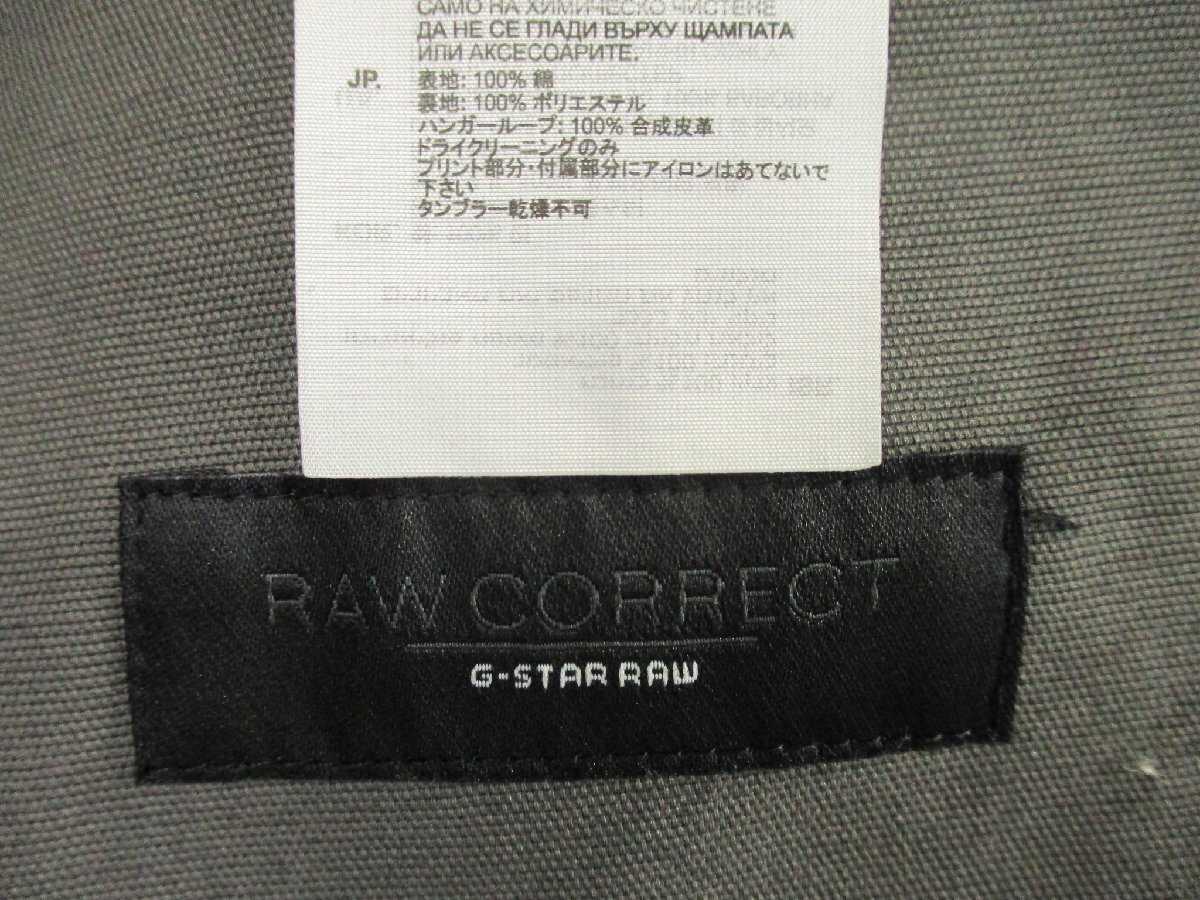 САМО НА ХИМИЧЕСКО ЧИСТЕНЕ
ДА НЕ СЕ ГЛАДИ ВЪРХУ ЩАМПАТА
ИЛИ АКСЕСОАРИТЕ.
JP. 表地: 100% 綿
裏地: 100% ポリエステル
ハンガーループ: 100% 合成皮革
ドライクリーニングのみ
プリント部分・付属部分にアイロンはあてないで
下さい
タンブラー乾燥不可
RAW CORRECT
G-STAR RAW